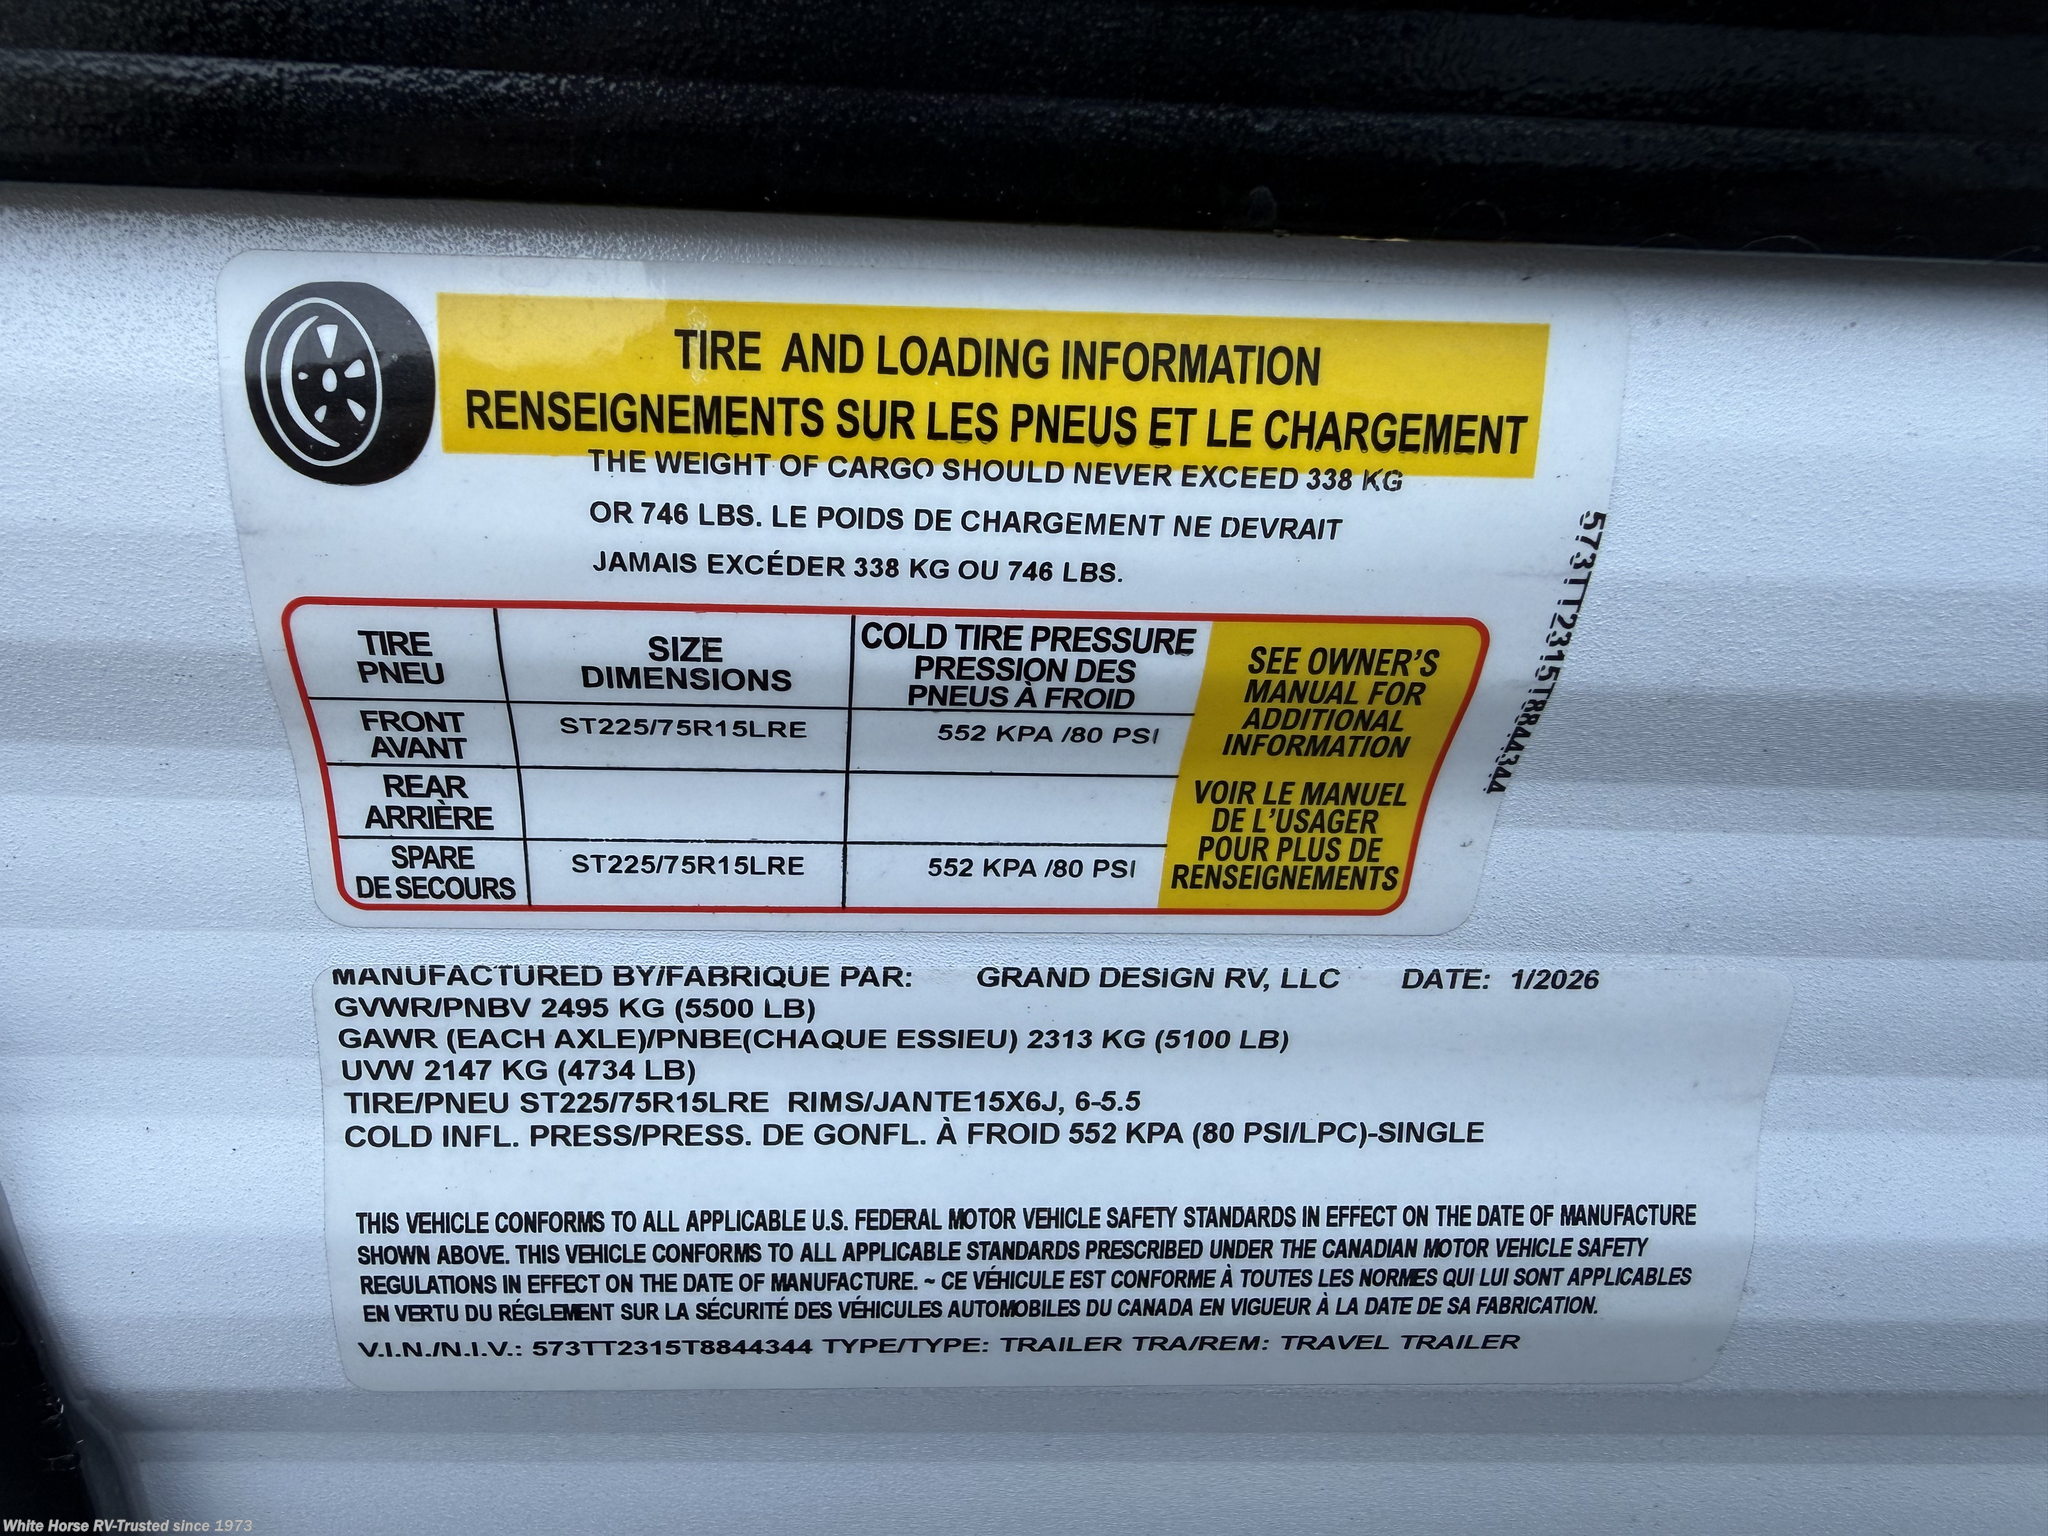 TIRE AND LOADING INFORMATION
RENSEIGNEMENTS SUR LES PNEUS ET LE CHARGEMENT
THE WEIGHT OF CARGO SHOULD NEVER EXCEED 338 KG
OR 746 LBS. LE POIDS DE CHARGEMENT NE DEVRAIT
JAMAIS EXCÉDER 338 KG OU 746 LBS.
573TT2315T8844344
TIRE
PNEU
SIZE
DIMENSIONS
COLD TIRE PRESSURE
PRESSION DES
PNEUS À FROID
FRONT
AVANT
ST225/75R15LRE
552 KPA /80 PSI
REAR
ARRIÈRE
SPARE
DE SECOURS
ST225/75R15LRE
552 KPA /80 PSI
SEE OWNER'S
MANUAL FOR
ADDITIONAL
INFORMATION
VOIR LE MANUEL
DE L'USAGER
POUR PLUS DE
RENSEIGNEMENTS
MANUFACTURED BY/FABRIQUE PAR: GRAND DESIGN RV, LLC DATE: 1/2026
GVWR/PNBV 2495 KG (5500 LB)
GAWR (EACH AXLE)/PNBE(CHAQUE ESSIEU) 2313 KG (5100 LB)
UVW 2147 KG (4734 LB)
TIRE/PNEU ST225/75R15LRE RIMS/JANTE15X6J, 6-5.5
COLD INFL. PRESS/PRESS. DE GONFL. À FROID 552 KPA (80 PSI/LPC)-SINGLE
THIS VEHICLE CONFORMS TO ALL APPLICABLE U.S. FEDERAL MOTOR VEHICLE SAFETY STANDARDS IN EFFECT ON THE DATE OF MANUFACTURE
SHOWN ABOVE. THIS VEHICLE CONFORMS TO ALL APPLICABLE STANDARDS PRESCRIBED UNDER THE CANADIAN MOTOR VEHICLE SAFETY
REGULATIONS IN EFFECT ON THE DATE OF MANUFACTURE. ~ CE VÉHICULE EST CONFORME À TOUTES LES NORMES QUI LUI SONT APPLICABLES
EN VERTU DU RÉGLEMENT SUR LA SÉCURITÉ DES VÉHICULES AUTOMOBILES DU CANADA EN VIGUEUR À LA DATE DE SA FABRICATION.
V.I.N./N.I.V.: 573TT2315T8844344 TYPE/TYPE: TRAILER TRA/REM: TRAVEL TRAILER
White Horse RV-Trusted since 1973